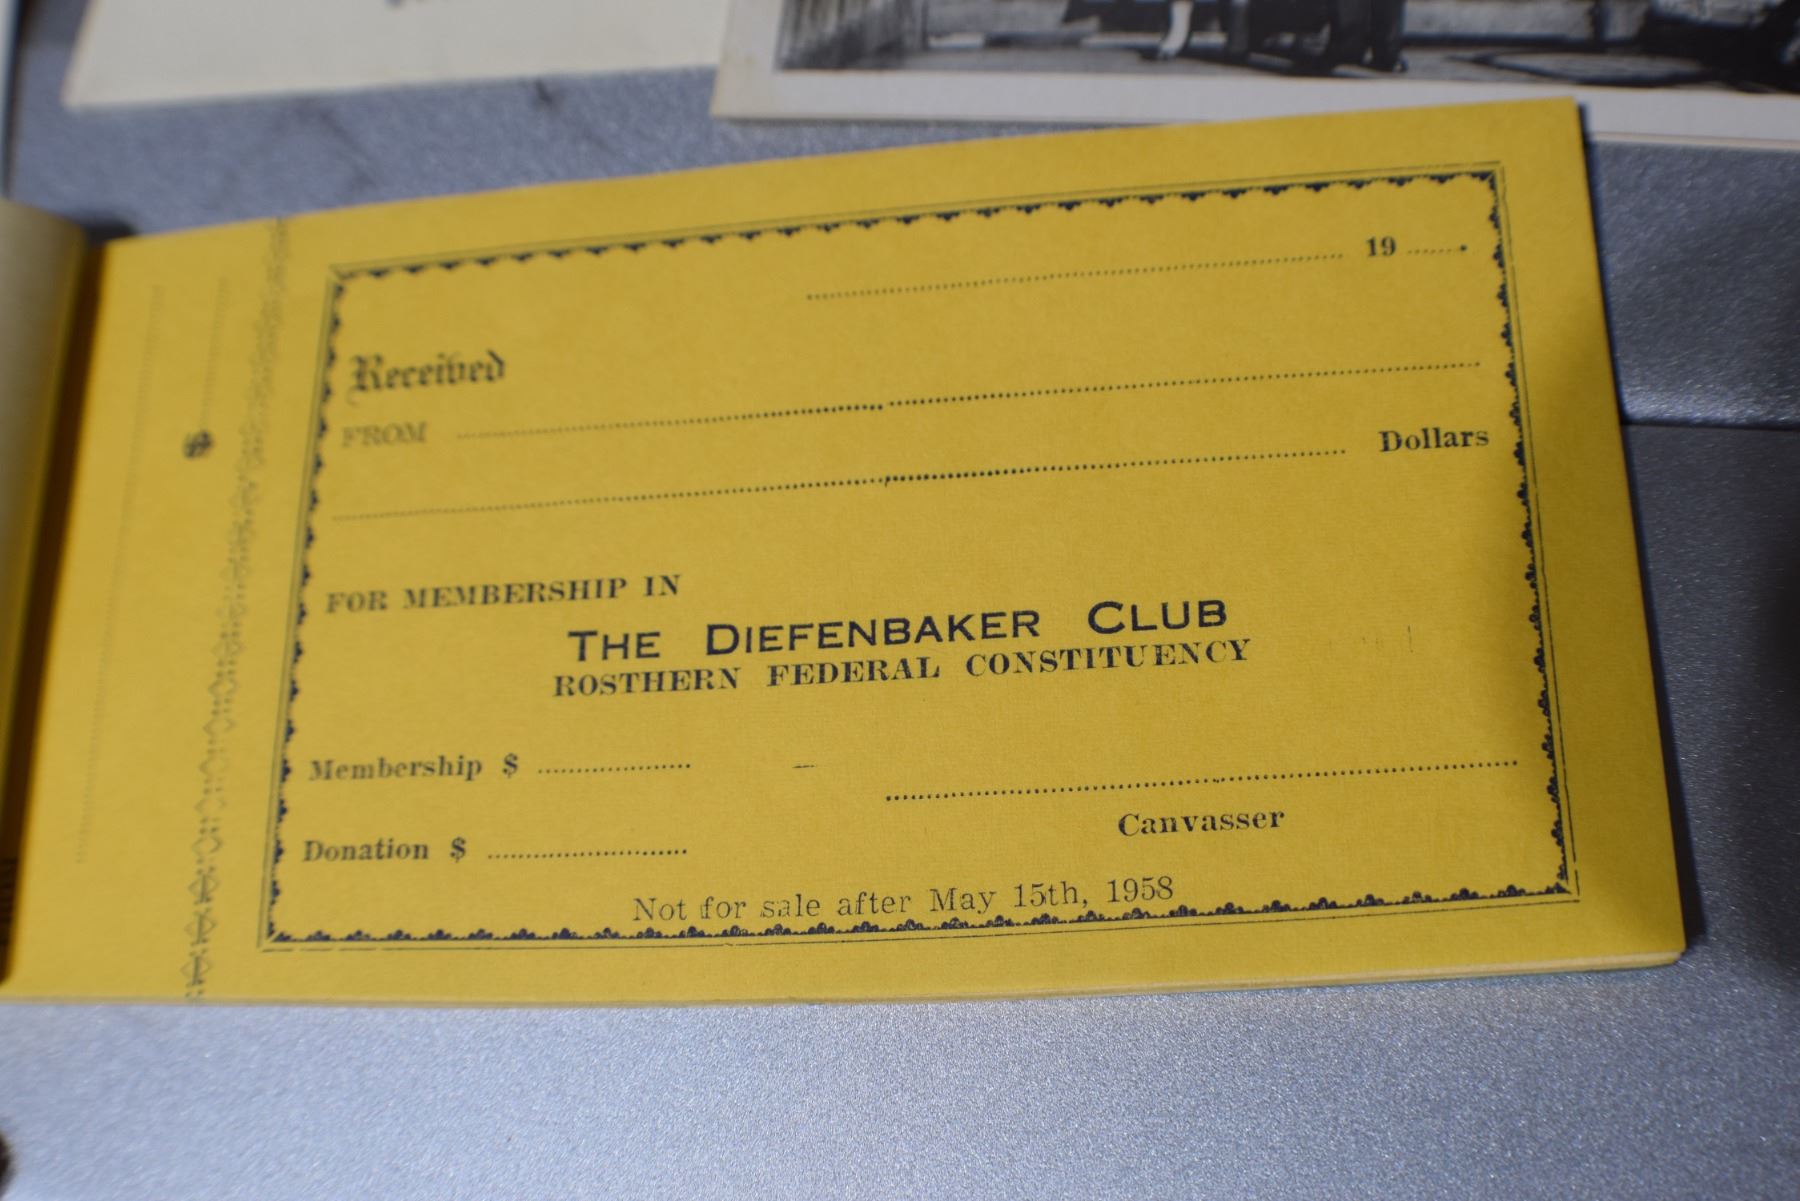 19
Received
FROM
Dollars
$
FOR MEMBERSHIP IN
THE DIEFENBAKER CLUB
ROSTHERN FEDERAL CONSTITUENCY
Membership $
Canvasser
Donation $
Not for sale after May 15th, 1958